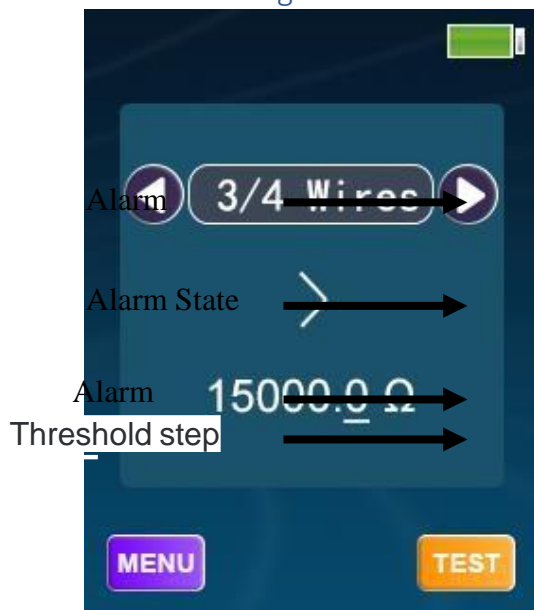 Alarm
3/4 Wires
Alarm State
>
Alarm
15000.0 Ω
Threshold step
MENU
TEST